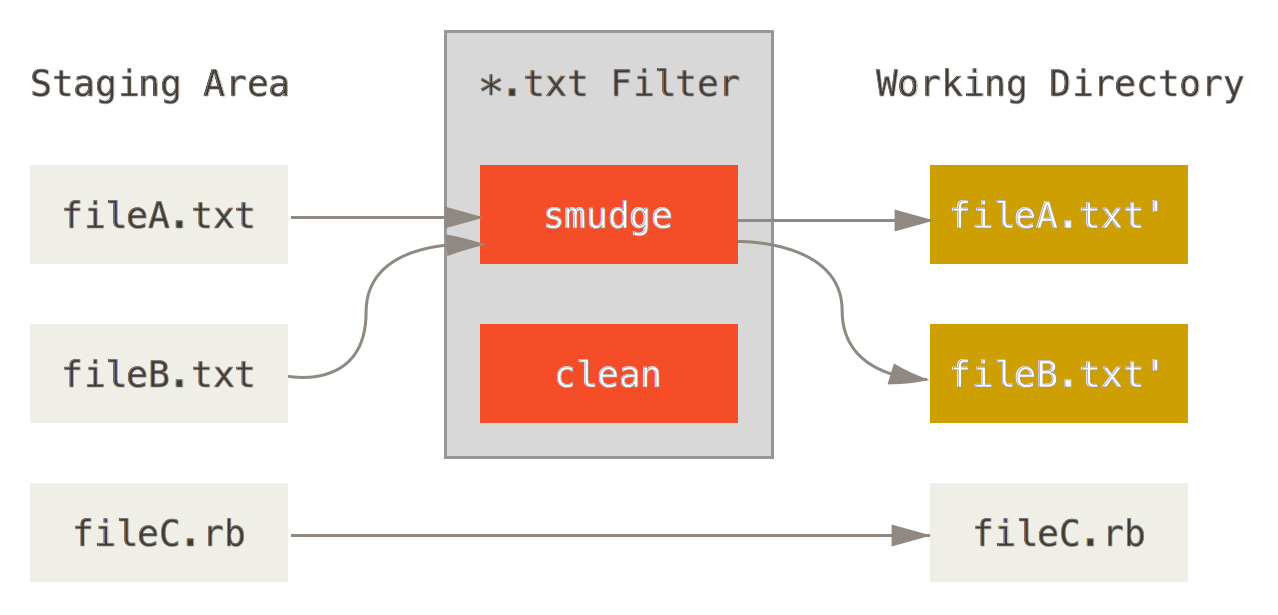 Staging Area
*.txt Filter
Working Directory
fileA.txt
smudge
fileA.txt'
fileB.txt
clean
fileB.txt'
fileC.rb
fileC.rb